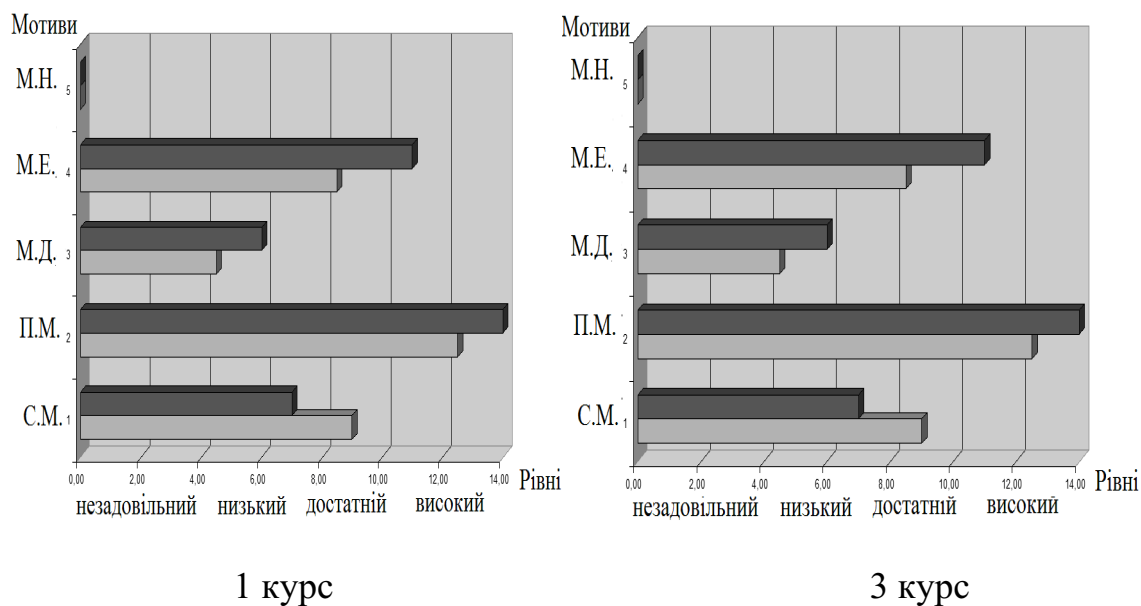 Мотиви
М.Н. 5
М.Е. 4
М.Д. 3
П.М. 2
С.М. 1
0,00 2,00 4,00 6,00 8,00 10,00 12,00 14,00 Рівні
незадовільний низький достатній високий
1 курс
Мотиви
М.Н. 5
М.Е. 4
М.Д. 3
П.М. 2
С.М. 1
0,00 2,00 4,00 6,00 8,00 10,00 12,00 14,00 Рівні
незадовільний низький достатній високий
3 курс